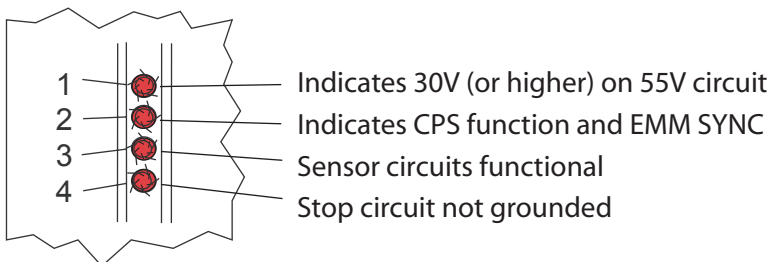 1 Indicates 30V (or higher) on 55V circuit
2 Indicates CPS function and EMM SYNC
3 Sensor circuits functional
4 Stop circuit not grounded